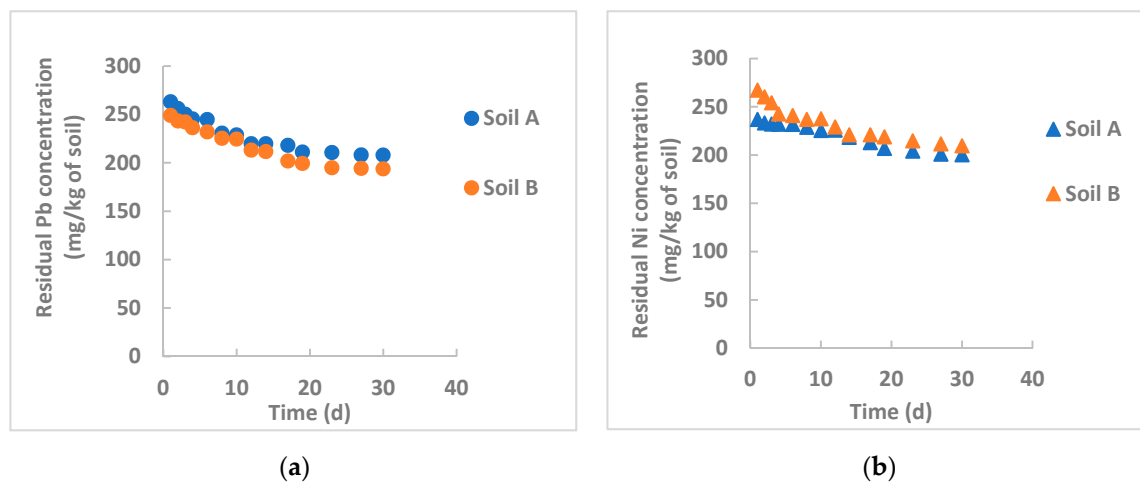 Residual Pb concentration
(mg/kg of soil)
300
250
200
150
100
50
0
0 10 20 30 40
Time (d)
Soil A
Soil B
(a)
Residual Ni concentration
(mg/kg of soil)
300
250
200
150
100
50
0
0 10 20 30 40
Time (d)
Soil A
Soil B
(b)